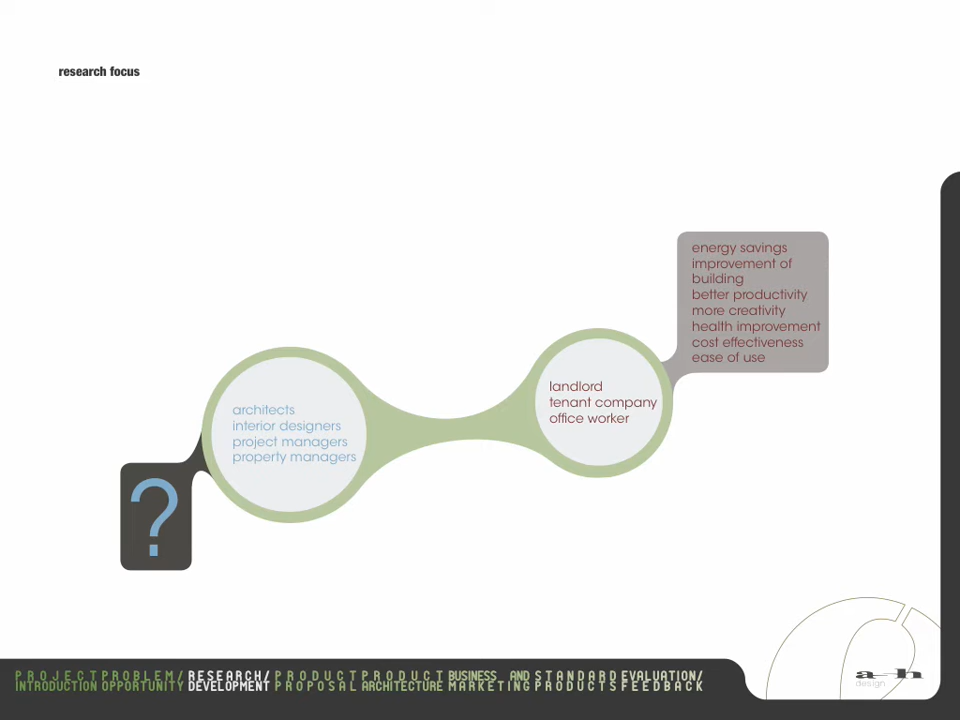 research focus
energy savings
improvement of
building
better productivity
more creativity
health improvement
cost effectiveness
ease of use
landlord
tenant company
office worker
architects
interior designers
project managers
property managers
?
PROJECT PROBLEM/ RESEARCH/ PRODUCT PRODUCT BUSINESS AND STANDARD EVALUATION/
INTRODUCTION OPPORTUNITY DEVELOPMENT PROPOSAL ARCHITECTURE MARKETING PRODUCTS FEEDBACK
a-h
design